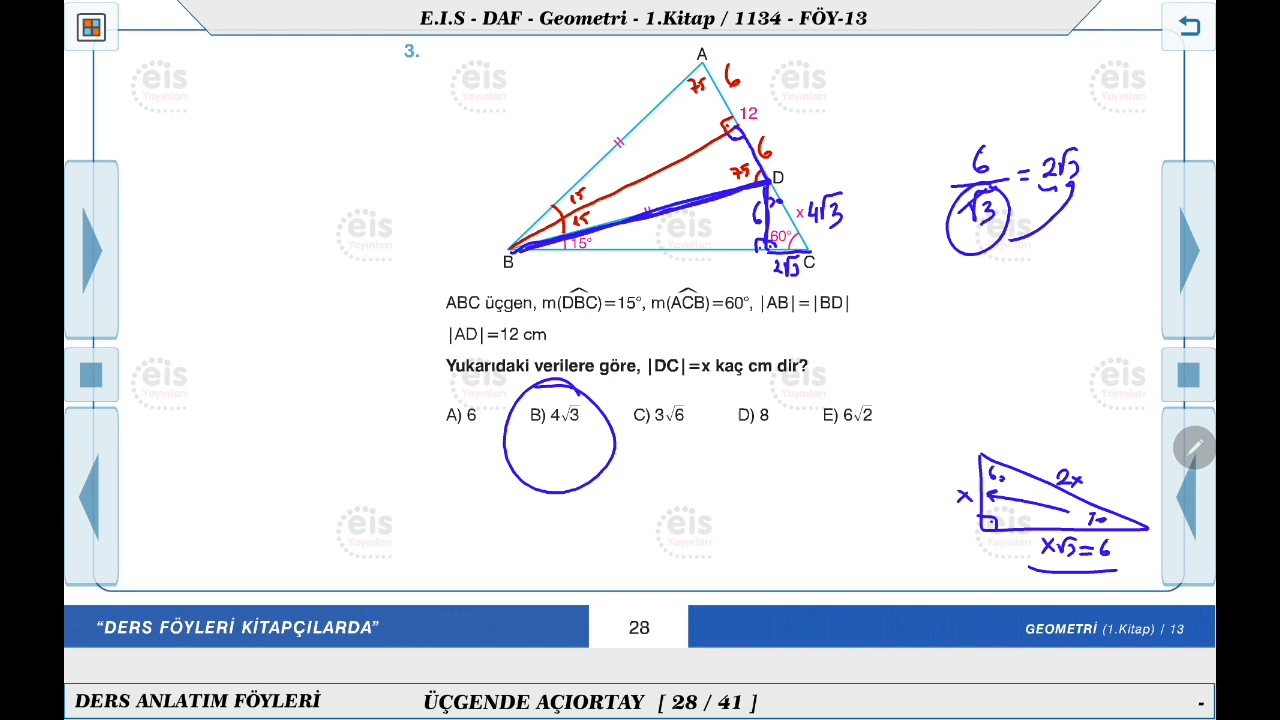 E.I.S - DAF - Geometri - 1.Kitap / 1134 - FÖY-13
3.
eis Yayınları
A
75
6
12
6
75
D
15
15
6
x
4√3
15°
60°
B
2√3
C
6/√3 = 2√3
ABC üçgen, m(DBC)=15°, m(ACB)=60°, |AB|=|BD|
|AD|=12 cm
Yukarıdaki verilere göre, |DC|=x kaç cm dir?
A) 6 B) 4√3 C) 3√6 D) 8 E) 6√2
2x
x
x√3=6
"DERS FÖYLERİ KİTAPÇILARDA" 28 GEOMETRİ (1.Kitap) / 13
DERS ANLATIM FÖYLERİ ÜÇGENDE AÇIORTAY [ 28 / 41 ] -